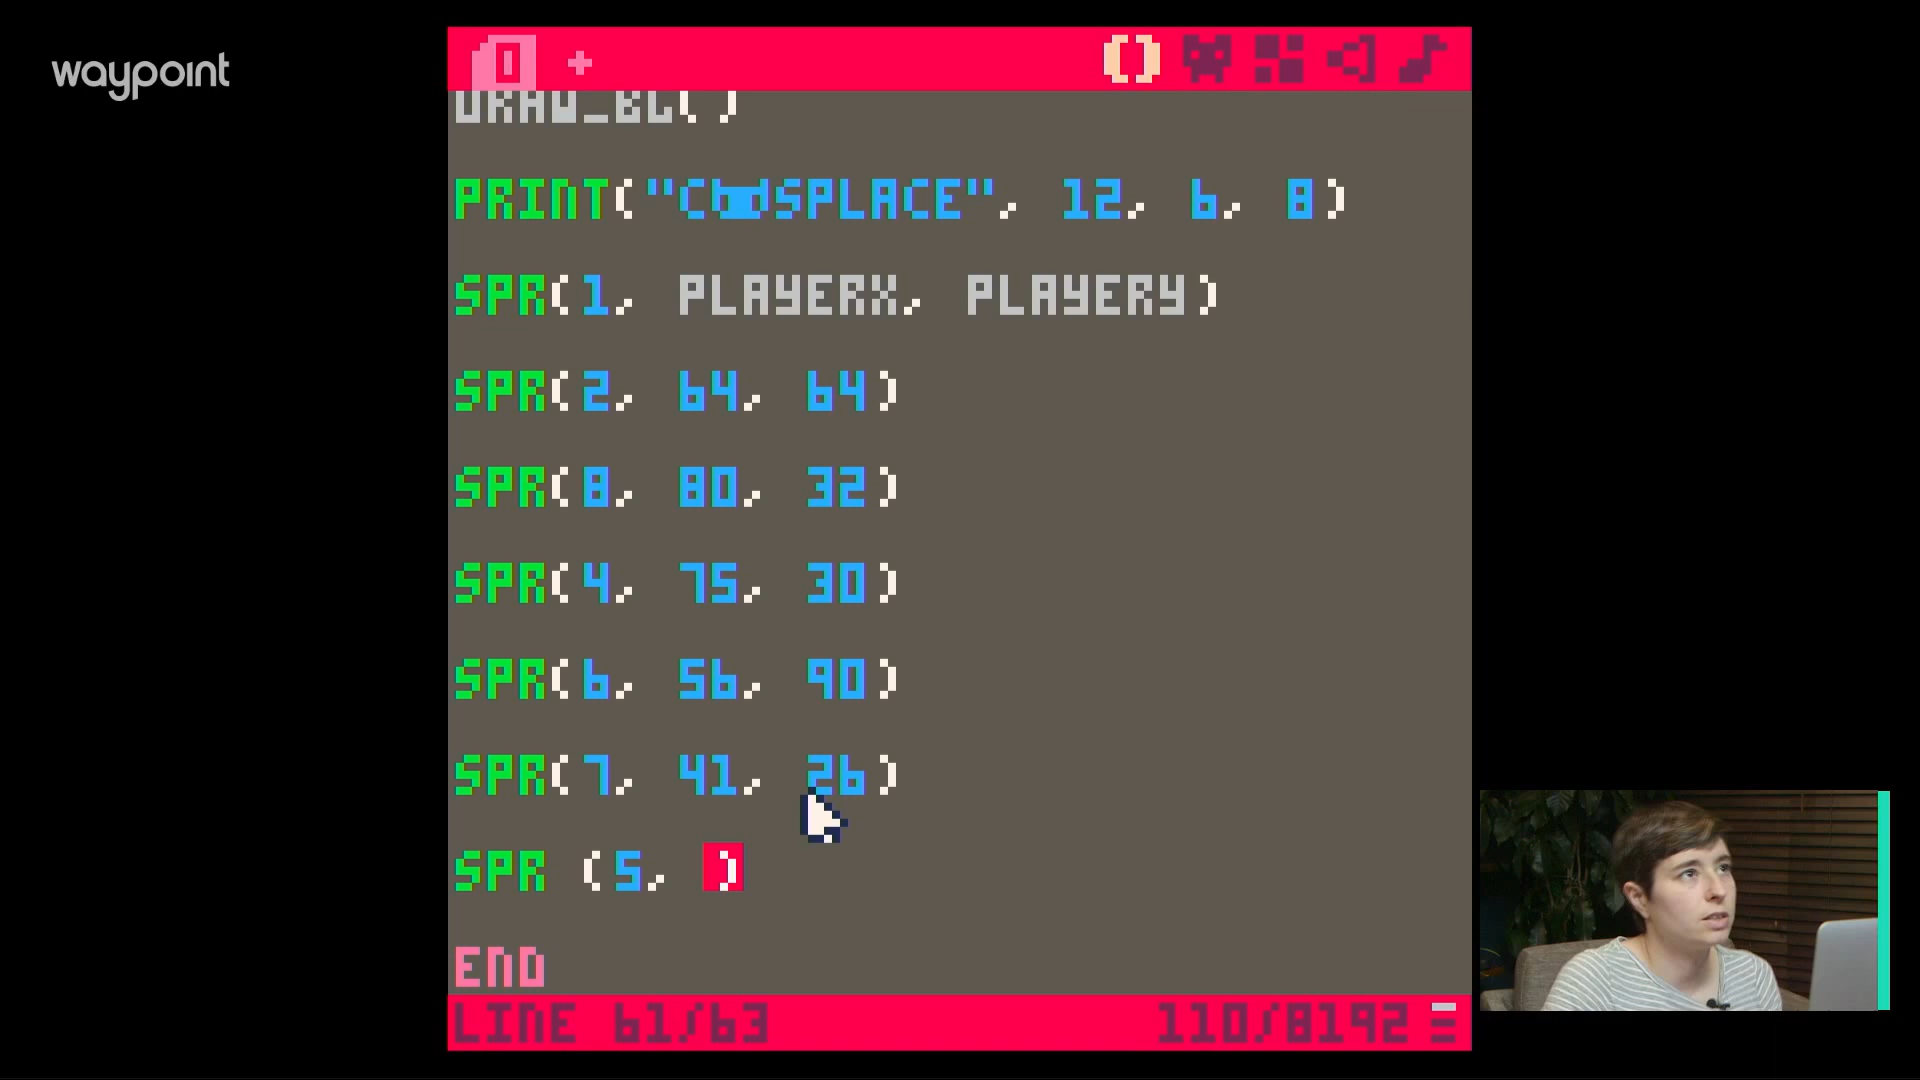 waypoint
0 +
DRAW_BG()
SPR(1, PLAYERX, PLAYERY)
SPR(2, 64, 64)
SPR(8, 80, 32)
SPR(4, 75, 30)
SPR(6, 56, 90)
SPR(7, 41, 26)
SPR (5, )
END
LINE 61/63
110/8192
PRINT("C SPLACE", 12, 6, 8)